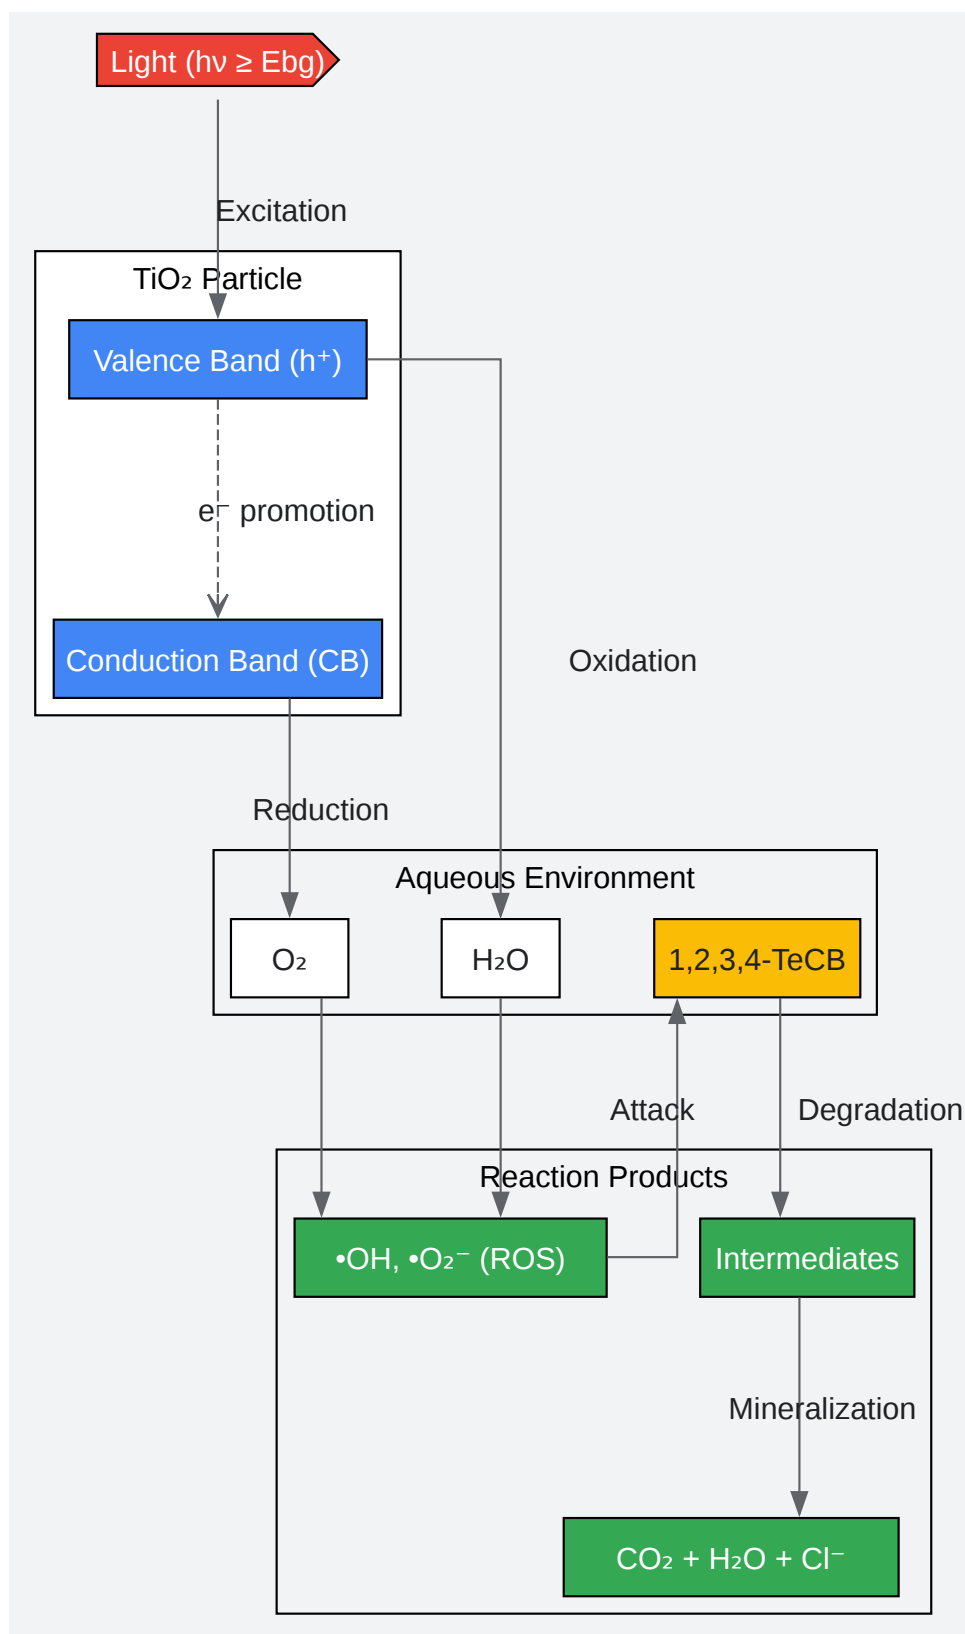 Light (hν ≥ Ebg)
Excitation
TiO₂ Particle
Valence Band (h⁺)
e⁻ promotion
Conduction Band (CB)
Oxidation
Reduction
Aqueous Environment
O₂
H₂O
1,2,3,4-TeCB
Attack
Degradation
Reaction Products
•OH, •O₂⁻ (ROS)
Intermediates
Mineralization
CO₂ + H₂O + Cl⁻